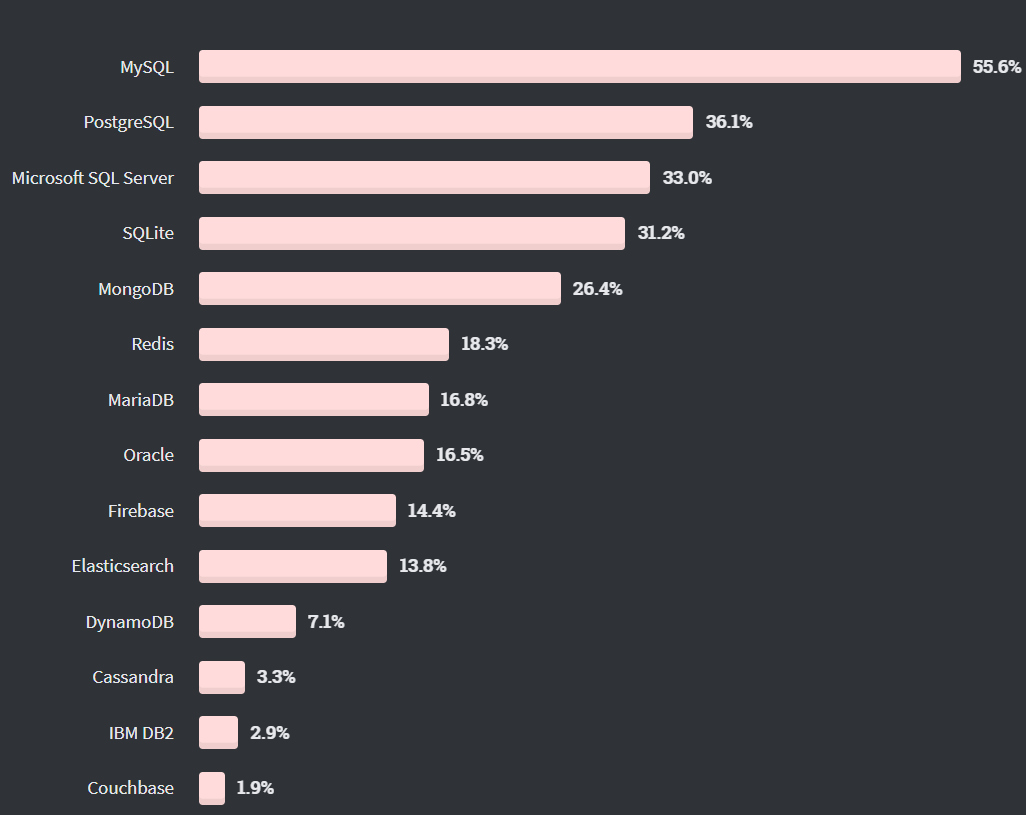 MySQL 55.6%
PostgreSQL 36.1%
Microsoft SQL Server 33.0%
SQLite 31.2%
MongoDB 26.4%
Redis 18.3%
MariaDB 16.8%
Oracle 16.5%
Firebase 14.4%
Elasticsearch 13.8%
DynamoDB 7.1%
Cassandra 3.3%
IBM DB2 2.9%
Couchbase 1.9%